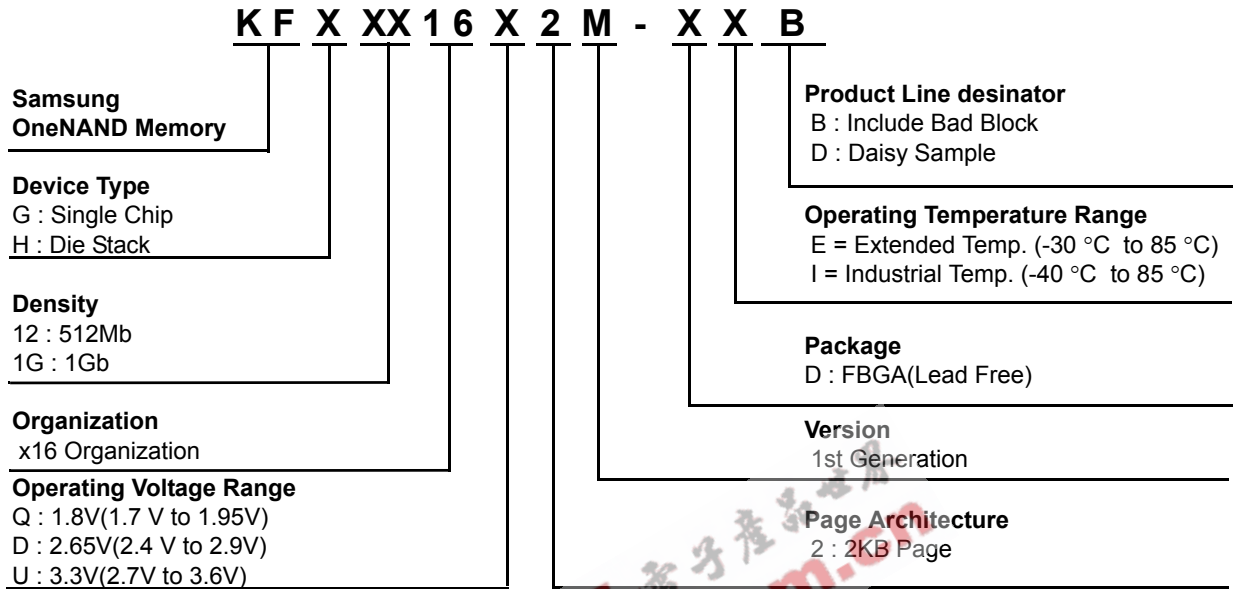 K F X XX 1 6 X 2 M - X X B
Samsung
OneNAND Memory
Device Type
G : Single Chip
H : Die Stack
Density
12 : 512Mb
1G : 1Gb
Organization
x16 Organization
Operating Voltage Range
Q : 1.8V(1.7 V to 1.95V)
D : 2.65V(2.4 V to 2.9V)
U : 3.3V(2.7V to 3.6V)
Product Line desinator
B : Include Bad Block
D : Daisy Sample
Operating Temperature Range
E = Extended Temp. (-30 °C to 85 °C)
I = Industrial Temp. (-40 °C to 85 °C)
Package
D : FBGA(Lead Free)
Version
1st Generation
Page Architecture
2 : 2KB Page